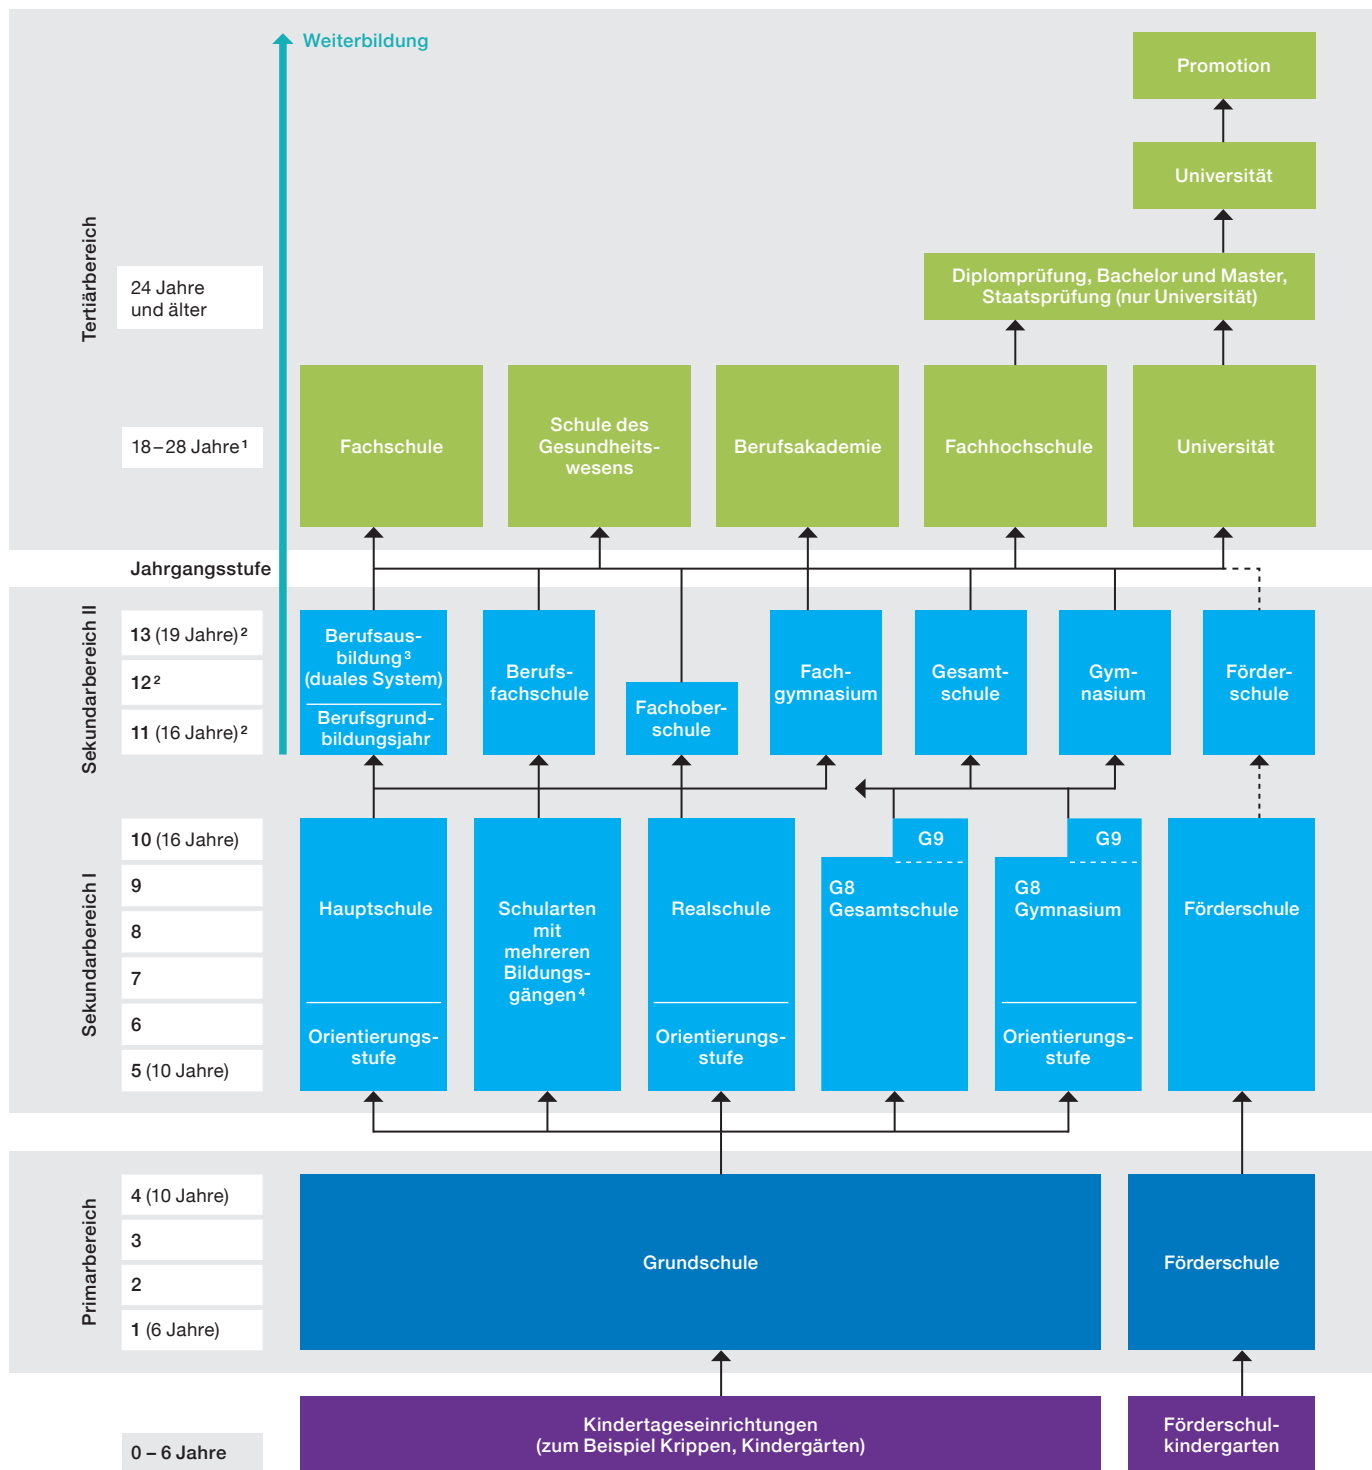 Weiterbildung
Promotion
Universität
Tertiärbereich
24 Jahre
und älter
Diplomprüfung, Bachelor und Master,
Staatsprüfung (nur Universität)
18–28 Jahre¹
Fachschule
Schule des
Gesundheits-
wesens
Berufsakademie
Fachhochschule
Universität
Jahrgangsstufe
Sekundarbereich II
13 (19 Jahre)²
12²
11 (16 Jahre)²
Berufsaus-
bildung³
(duales System)
Berufsgrund-
bildungsjahr
Berufs-
fachschule
Fachober-
schule
Fach-
gymnasium
Gesamt-
schule
Gym-
nasium
Förder-
schule
Sekundarbereich I
10 (16 Jahre)
9
8
7
6
5 (10 Jahre)
Hauptschule
Orientierungs-
stufe
Schularten
mit
mehreren
Bildungs-
gängen⁴
Realschule
Orientierungs-
stufe
G9
G8
Gesamtschule
G9
G8
Gymnasium
Orientierungs-
stufe
Förderschule
Primarbereich
4 (10 Jahre)
3
2
1 (6 Jahre)
Grundschule
Förderschule
0 – 6 Jahre
Kindertageseinrichtungen
(zum Beispiel Krippen, Kindergärten)
Förderschul-
kindergarten